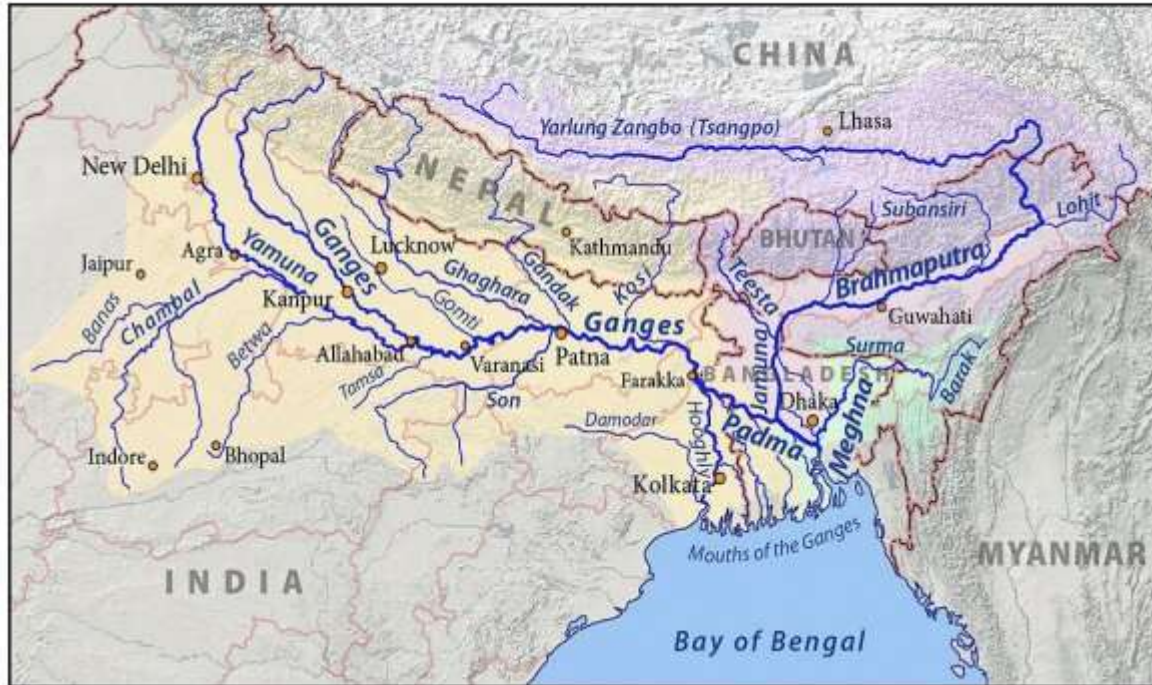 CHINA
Yarlung Zangbo (Tsangpo)
Lhasa
New Delhi
NEPAL
Subansiri
Lohit
Agra
Yamuna
Ganges
Lucknow
Kathmandu
BHUTAN
Brahmaputra
Jaipur
Banas
Chambal
Kanpur
Ghaghara
Gandak
Kosi
Teesta
Guwahati
Betwa
Gomti
Ganges
Allahabad
Varanasi
Patna
Surma
Tamsa
Farakka
BANGLADESH
Barak
Son
Jamuna
Dhaka
Meghna
Damodar
Hooghly
Padma
Indore
Bhopal
Kolkata
Mouths of the Ganges
INDIA
MYANMAR
Bay of Bengal